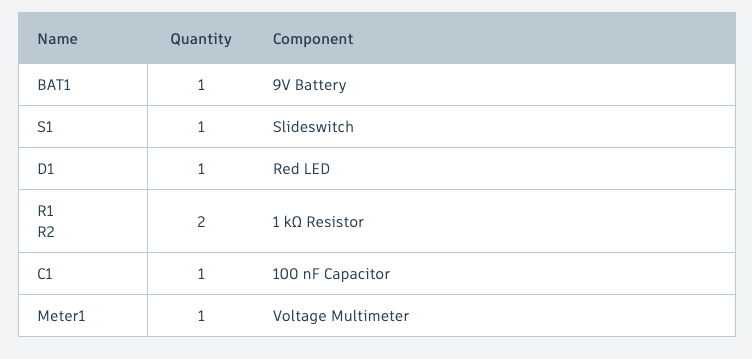 Name Quantity Component
BAT1 1 9V Battery
S1 1 Slideswitch
D1 1 Red LED
R1
R2 2 1 kΩ Resistor
C1 1 100 nF Capacitor
Meter1 1 Voltage Multimeter